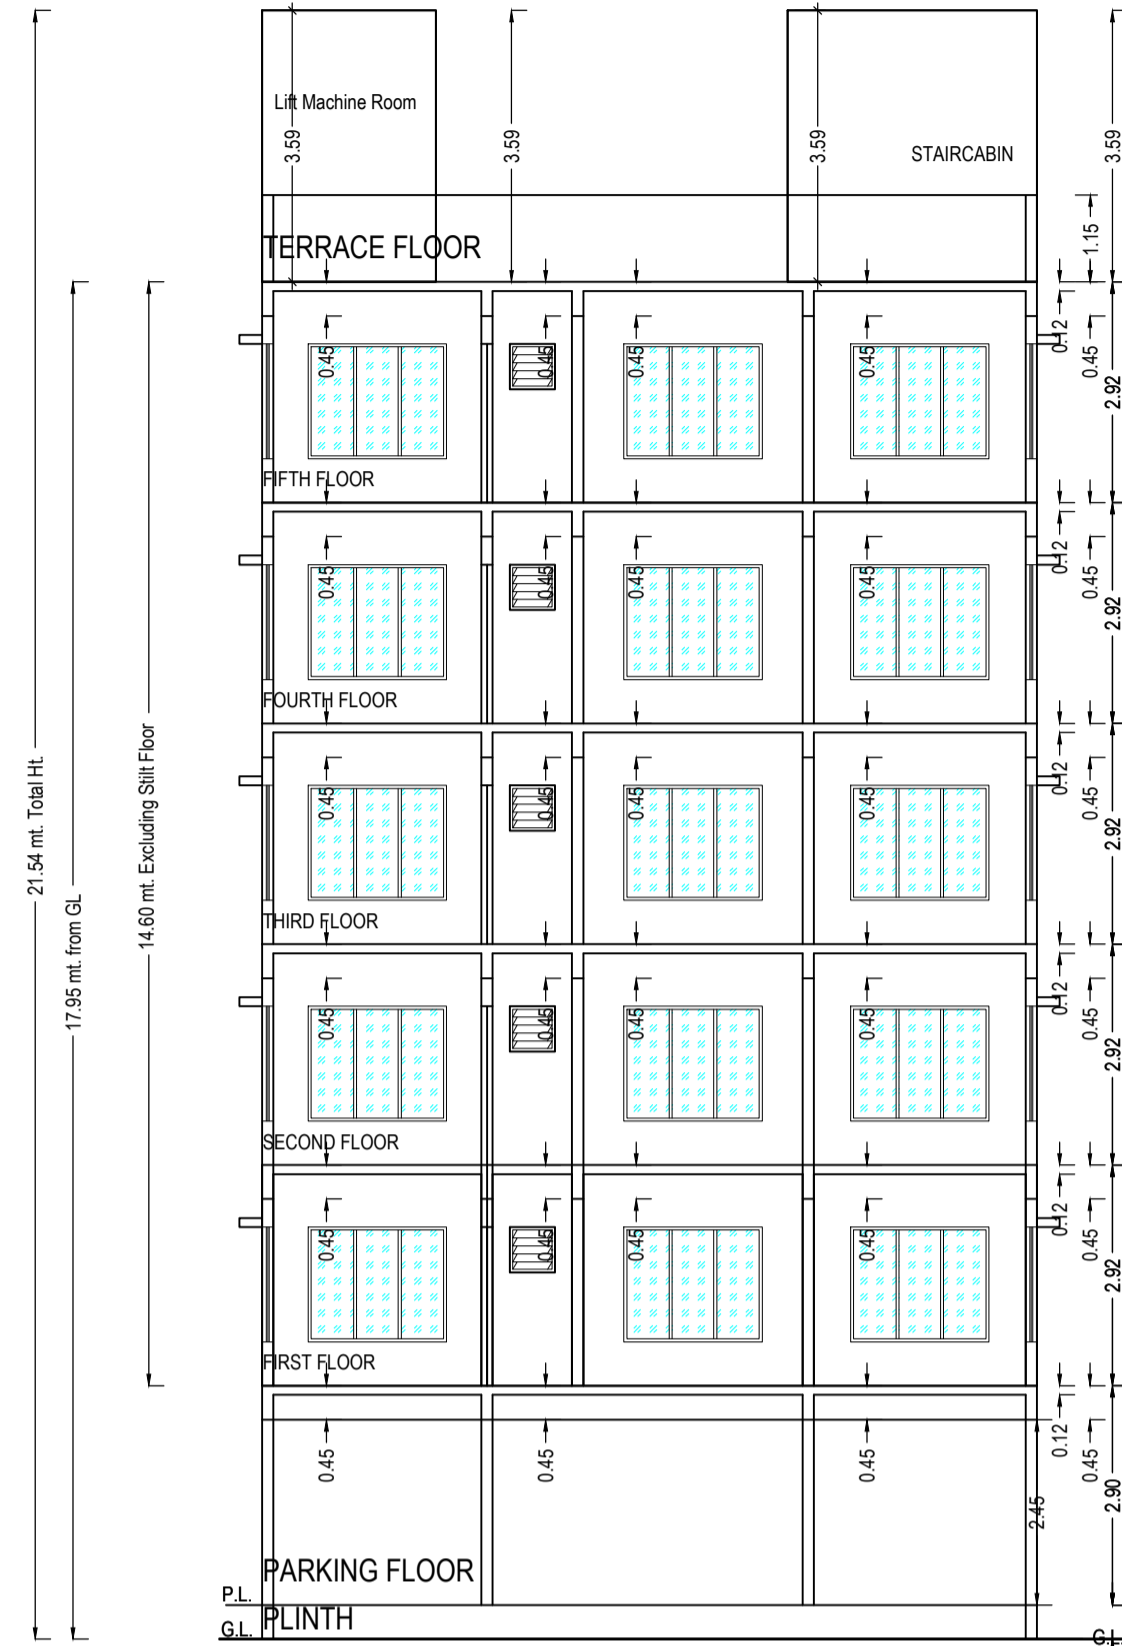 Lift Machine Room
3.59
3.59
3.59
3.59
STAIRCABIN
1.15
TERRACE FLOOR
0.12
0.45
0.45
0.45
0.45
0.45
2.92
FIFTH FLOOR
0.12
0.45
0.45
0.45
0.45
0.45
2.92
FOURTH FLOOR
21.54 mt. Total Ht.
17.95 mt. from GL
14.60 mt. Excluding Stilt Floor
0.12
0.45
0.45
0.45
0.45
0.45
2.92
THIRD FLOOR
0.12
0.45
0.45
0.45
0.45
0.45
2.92
SECOND FLOOR
0.12
0.45
0.45
0.45
0.45
0.45
2.92
FIRST FLOOR
0.12
0.45
0.45
0.45
0.45
2.90
2.45
PARKING FLOOR
P.L.
PLINTH
G.L.
G.L.